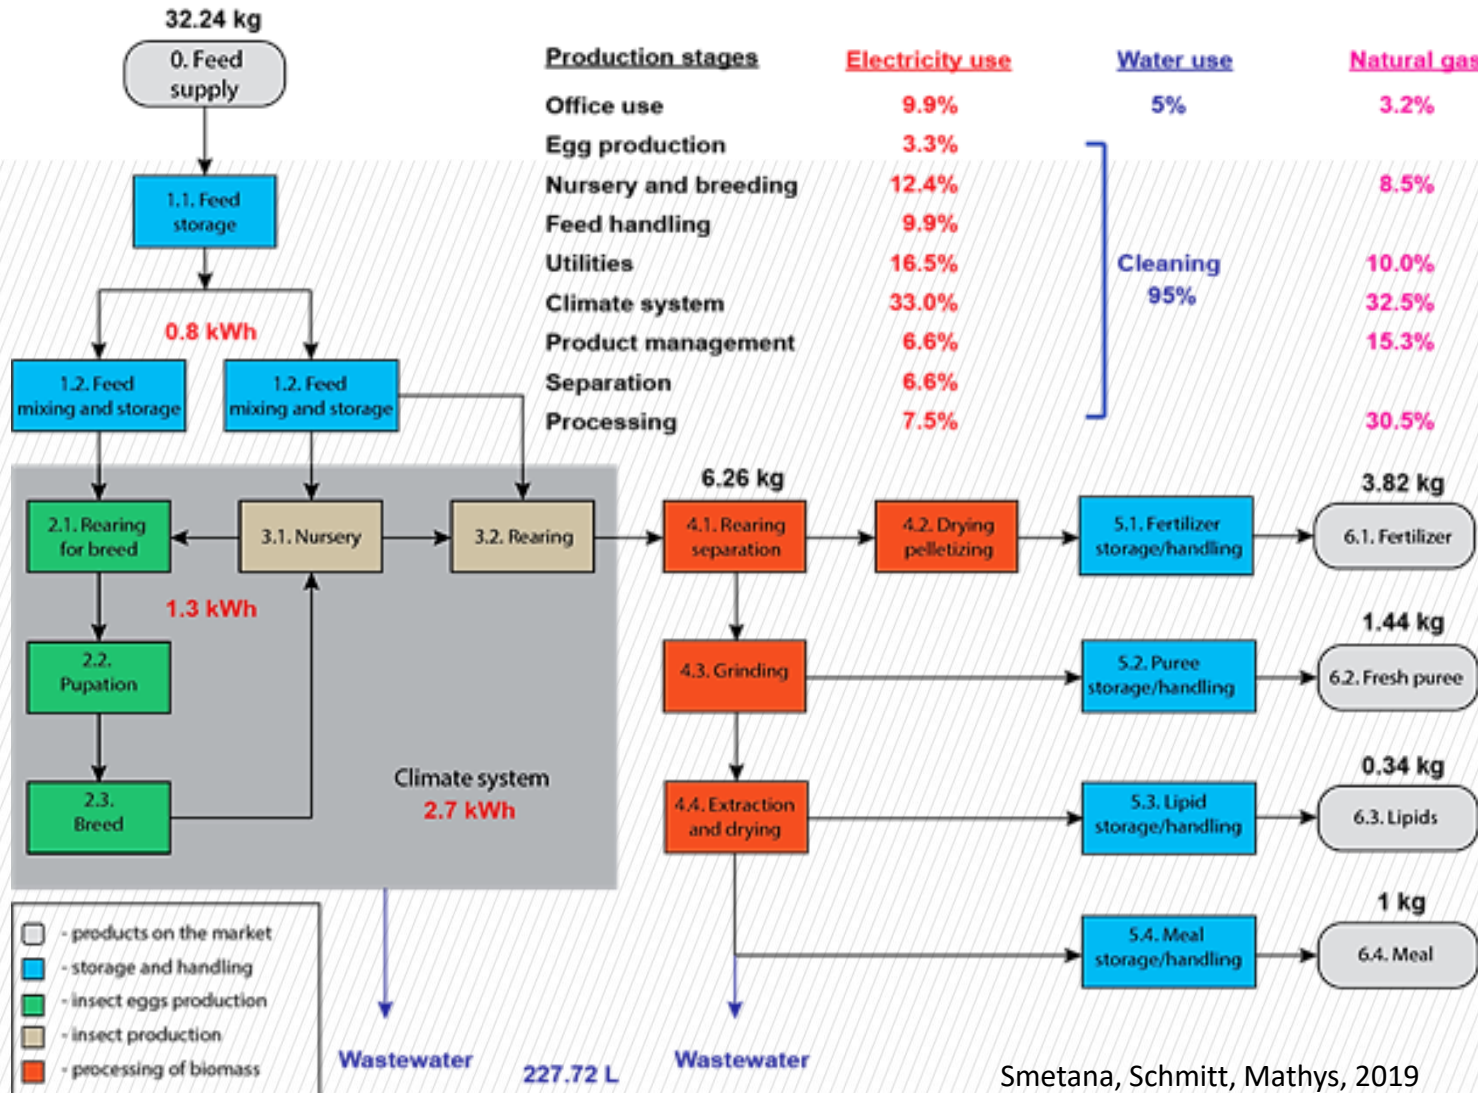 32.24 kg
0. Feed
supply
Production stages Electricity use Water use Natural gas
Office use 9.9% 5% 3.2%
Egg production 3.3%
Nursery and breeding 12.4% 8.5%
Feed handling 9.9%
Utilities 16.5% Cleaning 10.0%
95%
Climate system 33.0% 32.5%
Product management 6.6% 15.3%
Separation 6.6%
Processing 7.5% 30.5%
1.1. Feed
storage
0.8 kWh
1.2. Feed
mixing and storage
1.2. Feed
mixing and storage
2.1. Rearing
for breed
3.1. Nursery
3.2. Rearing
6.26 kg
4.1. Rearing
separation
4.2. Drying
pelletizing
5.1. Fertilizer
storage/handling
3.82 kg
6.1. Fertilizer
1.3 kWh
2.2.
Pupation
4.3. Grinding
5.2. Puree
storage/handling
1.44 kg
6.2. Fresh puree
2.3.
Breed
Climate system
2.7 kWh
4.4. Extraction
and drying
5.3. Lipid
storage/handling
0.34 kg
6.3. Lipids
5.4. Meal
storage/handling
1 kg
6.4. Meal
- products on the market
- storage and handling
- insect eggs production
- insect production
- processing of biomass
Wastewater
227.72 L
Wastewater
Smetana, Schmitt, Mathys, 2019